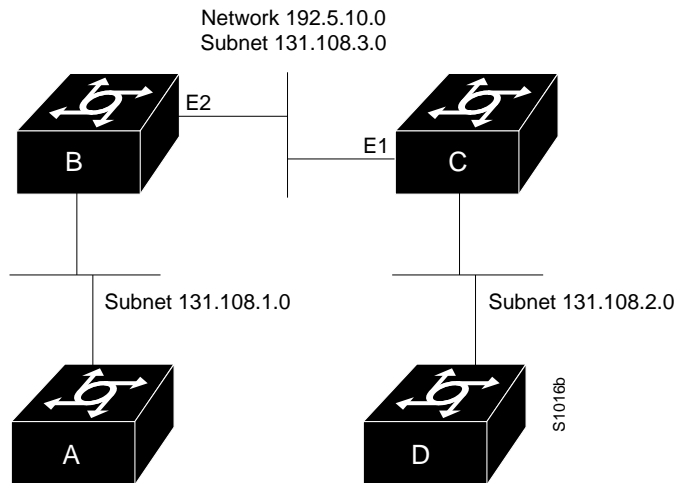 Network 192.5.10.0
Subnet 131.108.3.0
E2
E1
B
C
Subnet 131.108.1.0
Subnet 131.108.2.0
A
D
S1016b